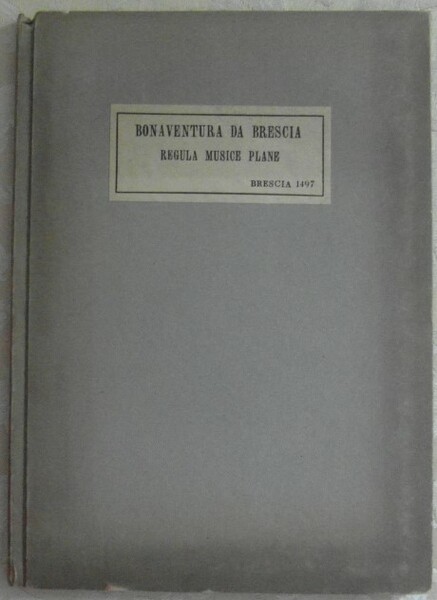 BONAVENTURA DA BRESCIA
REGULA MUSICE PLANE
BRESCIA 1497